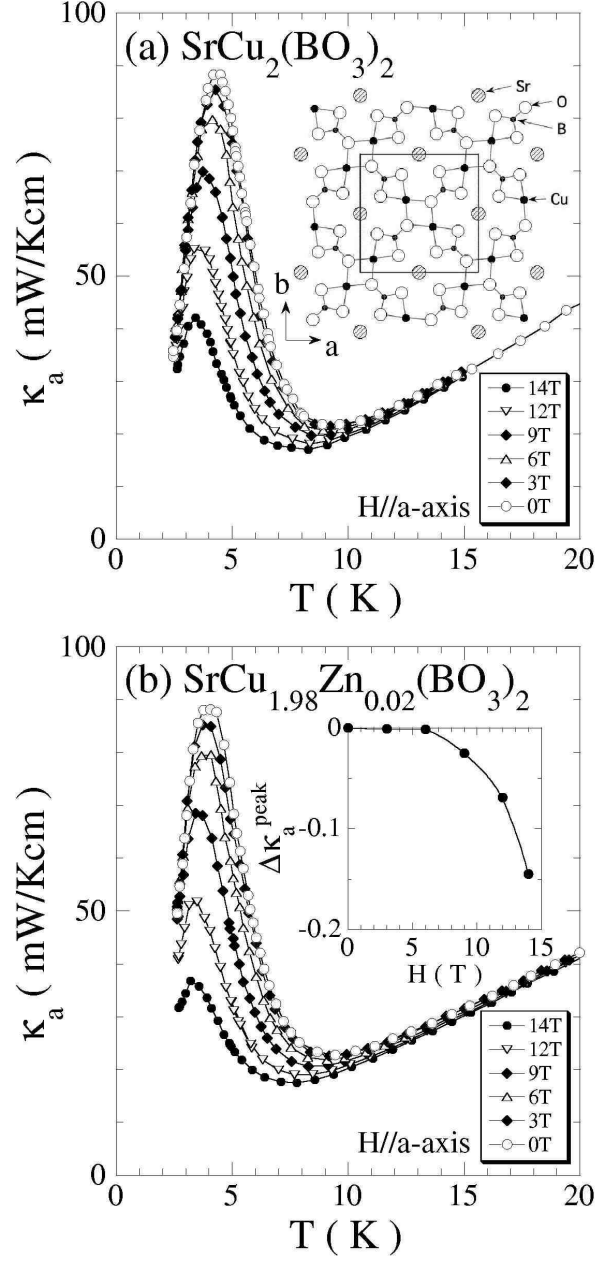 100
(a) SrCu2(BO3)2
Sr
O
B
Cu
b
a
κa ( mW/Kcm )
50
14T
12T
9T
6T
3T
0T
H//a-axis
0
0 5 10 15 20
T ( K )
100
(b) SrCu1.98Zn0.02(BO3)2
0
-0.1
-0.2
Δκa peak
0 5 10 15
H ( T )
κa ( mW/Kcm )
50
14T
12T
9T
6T
3T
0T
H//a-axis
0
0 5 10 15 20
T ( K )